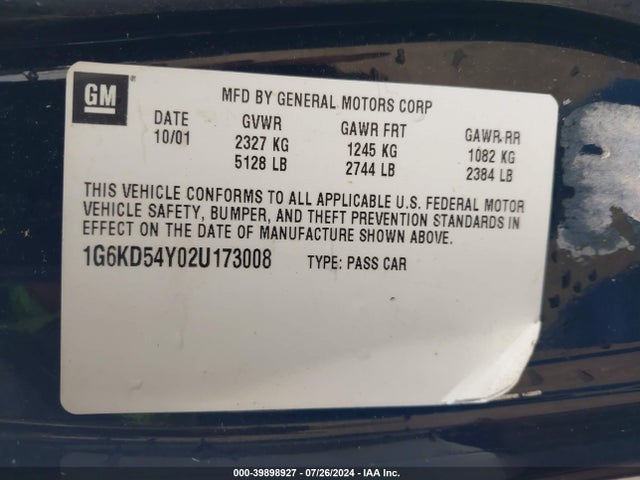 GM
MFD BY GENERAL MOTORS CORP
DATE GVWR GAWR FRT GAWR RR
10/01 2327 KG 1245 KG 1082 KG
5128 LB 2744 LB 2384 LB
THIS VEHICLE CONFORMS TO ALL APPLICABLE U.S. FEDERAL MOTOR
VEHICLE SAFETY, BUMPER, AND THEFT PREVENTION STANDARDS IN
EFFECT ON THE DATE OF MANUFACTURE SHOWN ABOVE.
1G6KD54Y02U173008 TYPE: PASS CAR
000-39898927 / 07/26/2024 / IAA Inc.